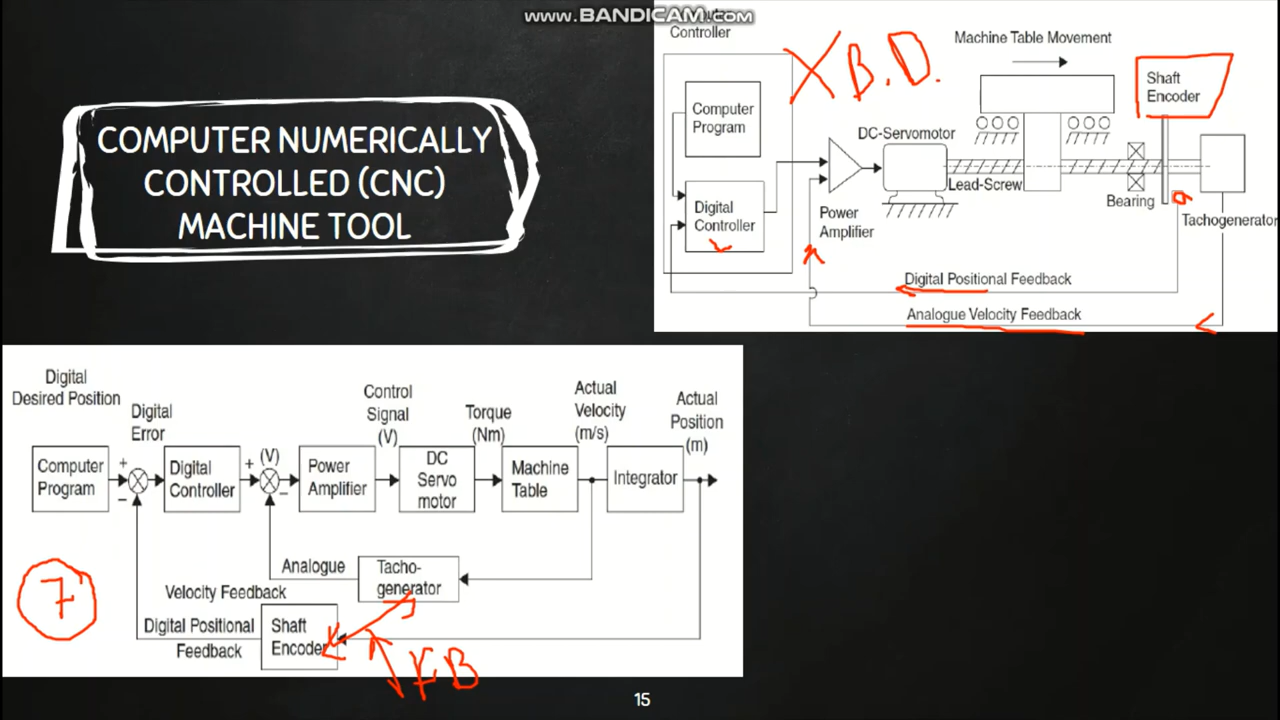 www.BANDICAM.com
Controller
Computer
Program
Digital
Controller
Power
Amplifier
DC-Servomotor
Lead-Screw
Machine Table Movement
Bearing
Shaft
Encoder
Tachogenerator
Digital Positional Feedback
Analogue Velocity Feedback
X B.D.
COMPUTER NUMERICALLY
CONTROLLED (CNC)
MACHINE TOOL
Digital
Desired Position
Digital
Error
Control
Signal
(V)
Torque
(Nm)
Actual
Velocity
(m/s)
Actual
Position
(m)
Computer
Program
+
−
Digital
Controller
+
(V)
−
Power
Amplifier
DC
Servo
motor
Machine
Table
Integrator
Analogue
Tacho-
generator
Velocity Feedback
Digital Positional
Feedback
Shaft
Encoder
7
FB
15